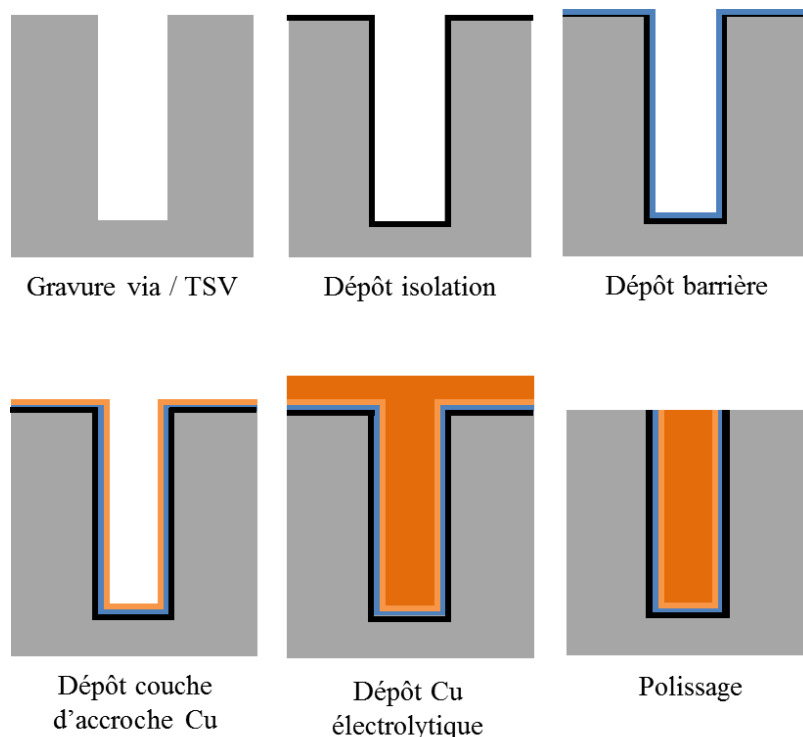 Gravure via / TSV
Dépôt isolation
Dépôt barrière
Dépôt couche
d’accroche Cu
Dépôt Cu
électrolytique
Polissage